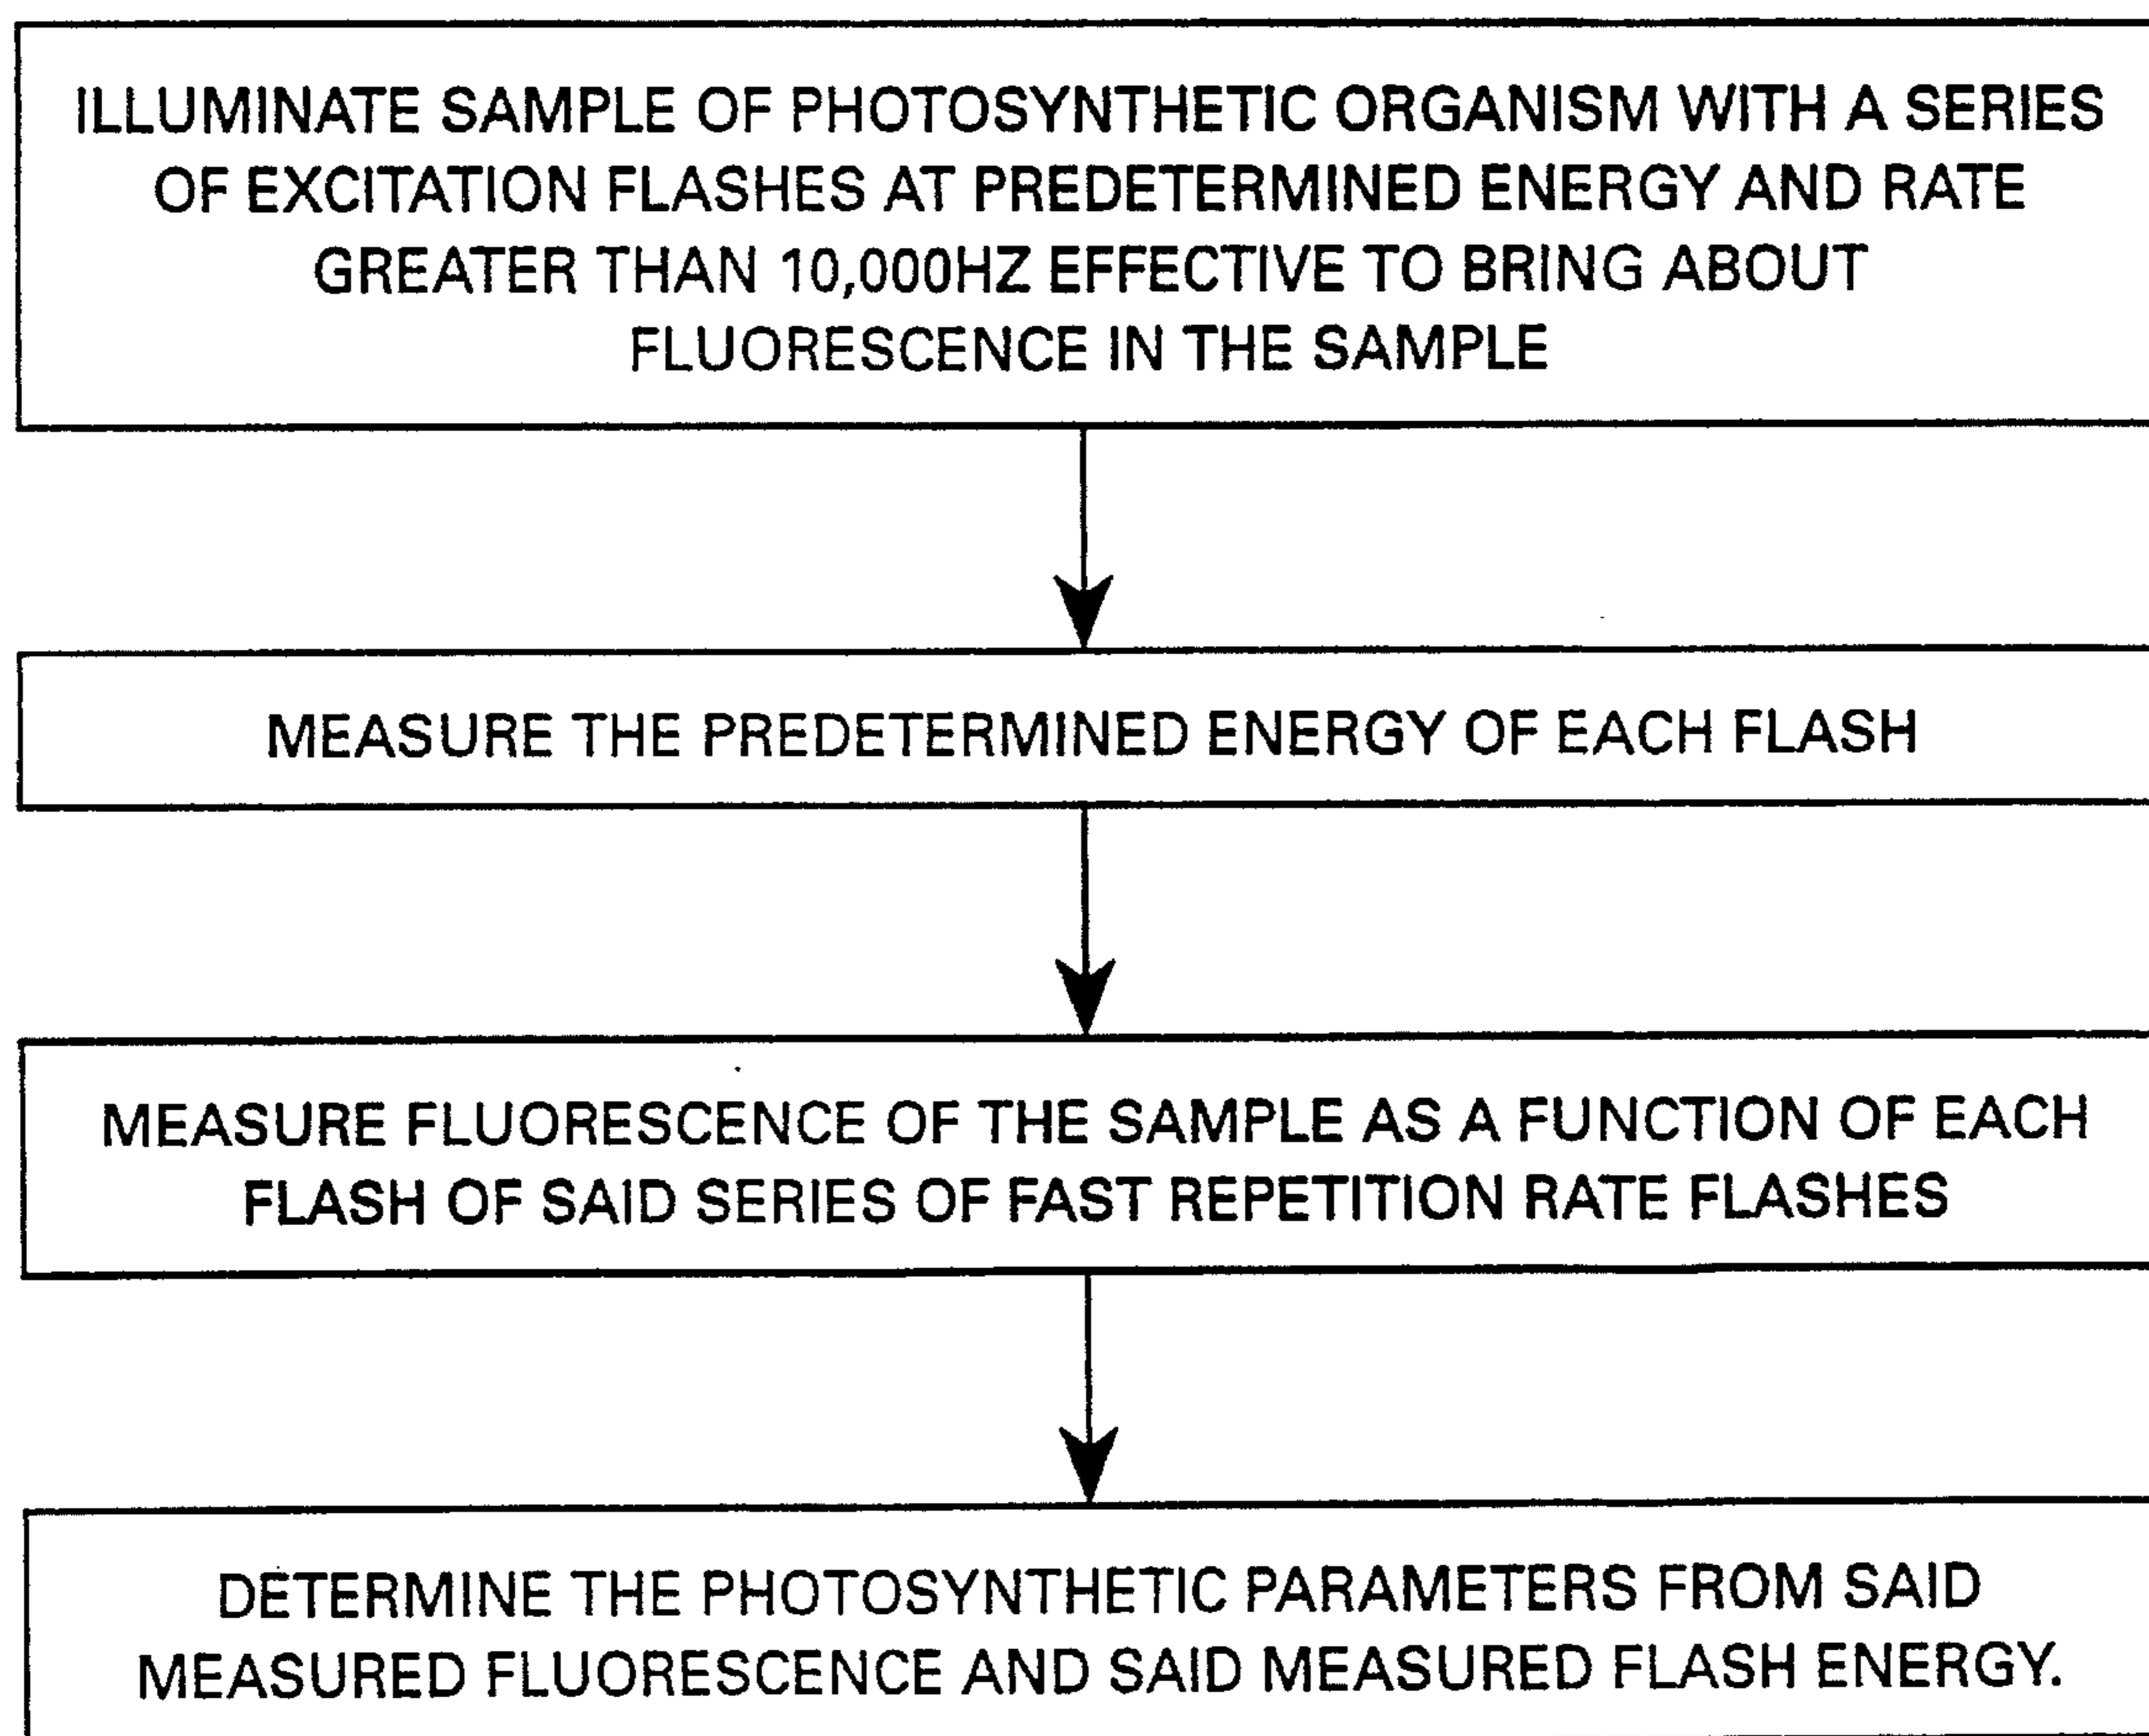 ILLUMINATE SAMPLE OF PHOTOSYNTHETIC ORGANISM WITH A SERIES
OF EXCITATION FLASHES AT PREDETERMINED ENERGY AND RATE
GREATER THAN 10,000HZ EFFECTIVE TO BRING ABOUT
FLUORESCENCE IN THE SAMPLE
MEASURE THE PREDETERMINED ENERGY OF EACH FLASH
MEASURE FLUORESCENCE OF THE SAMPLE AS A FUNCTION OF EACH
FLASH OF SAID SERIES OF FAST REPETITION RATE FLASHES
DETERMINE THE PHOTOSYNTHETIC PARAMETERS FROM SAID
MEASURED FLUORESCENCE AND SAID MEASURED FLASH ENERGY.